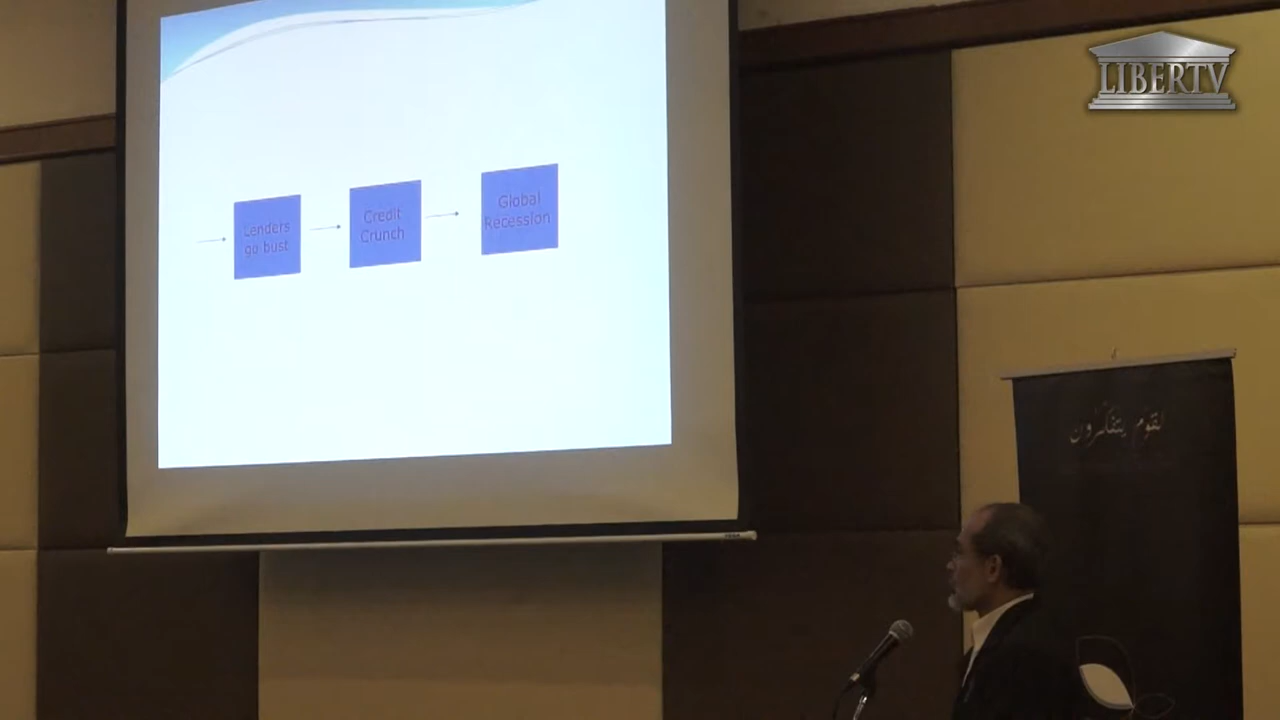 LIBERTV
Lenders
go bust
Credit
Crunch
Global
Recession
لقوم يتفكرون